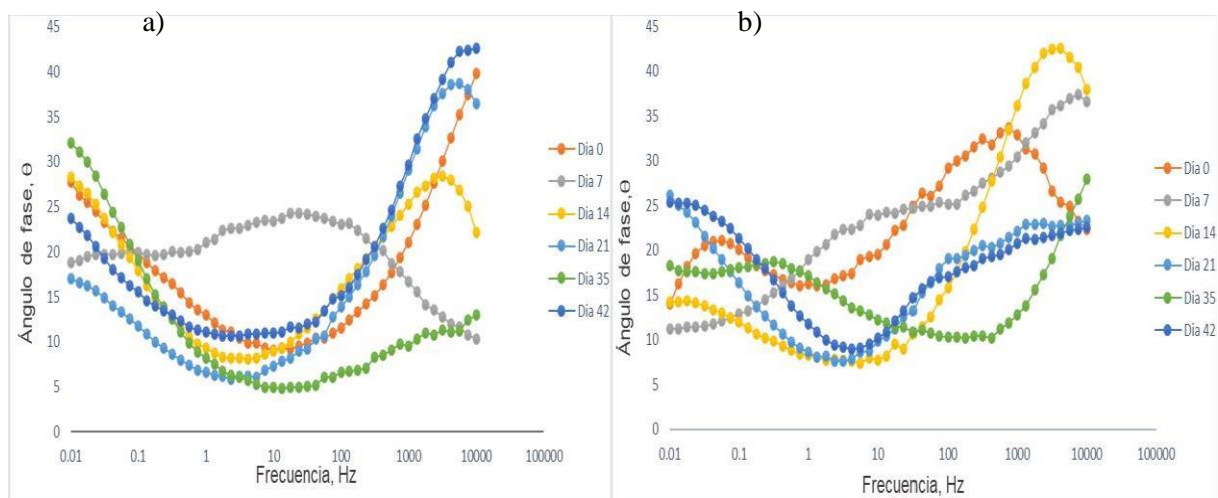 a)
45
40
35
30
25
20
15
10
5
0
Ángulo de fase, Θ
0.01 0.1 1 10 100 1000 10000 100000
Frecuencia, Hz
Dia 0
Dia 7
Dia 14
Dia 21
Dia 35
Dia 42
b)
45
40
35
30
25
20
15
10
5
0
Ángulo de fase,Θ
0.01 0.1 1 10 100 1000 10000 100000
Frecuencia, Hz
Dia 0
Dia 7
Dia 14
Dia 21
Dia 35
Dia 42